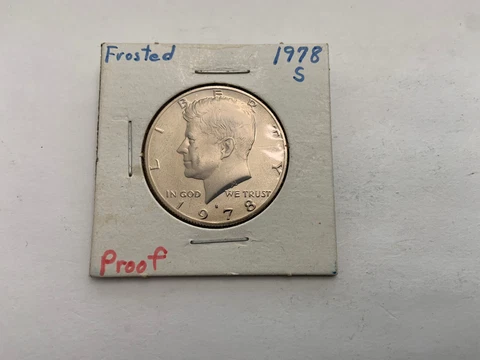 Frosted 1978
S
LIBERTY
IN GOD WE TRUST
1978
Proof